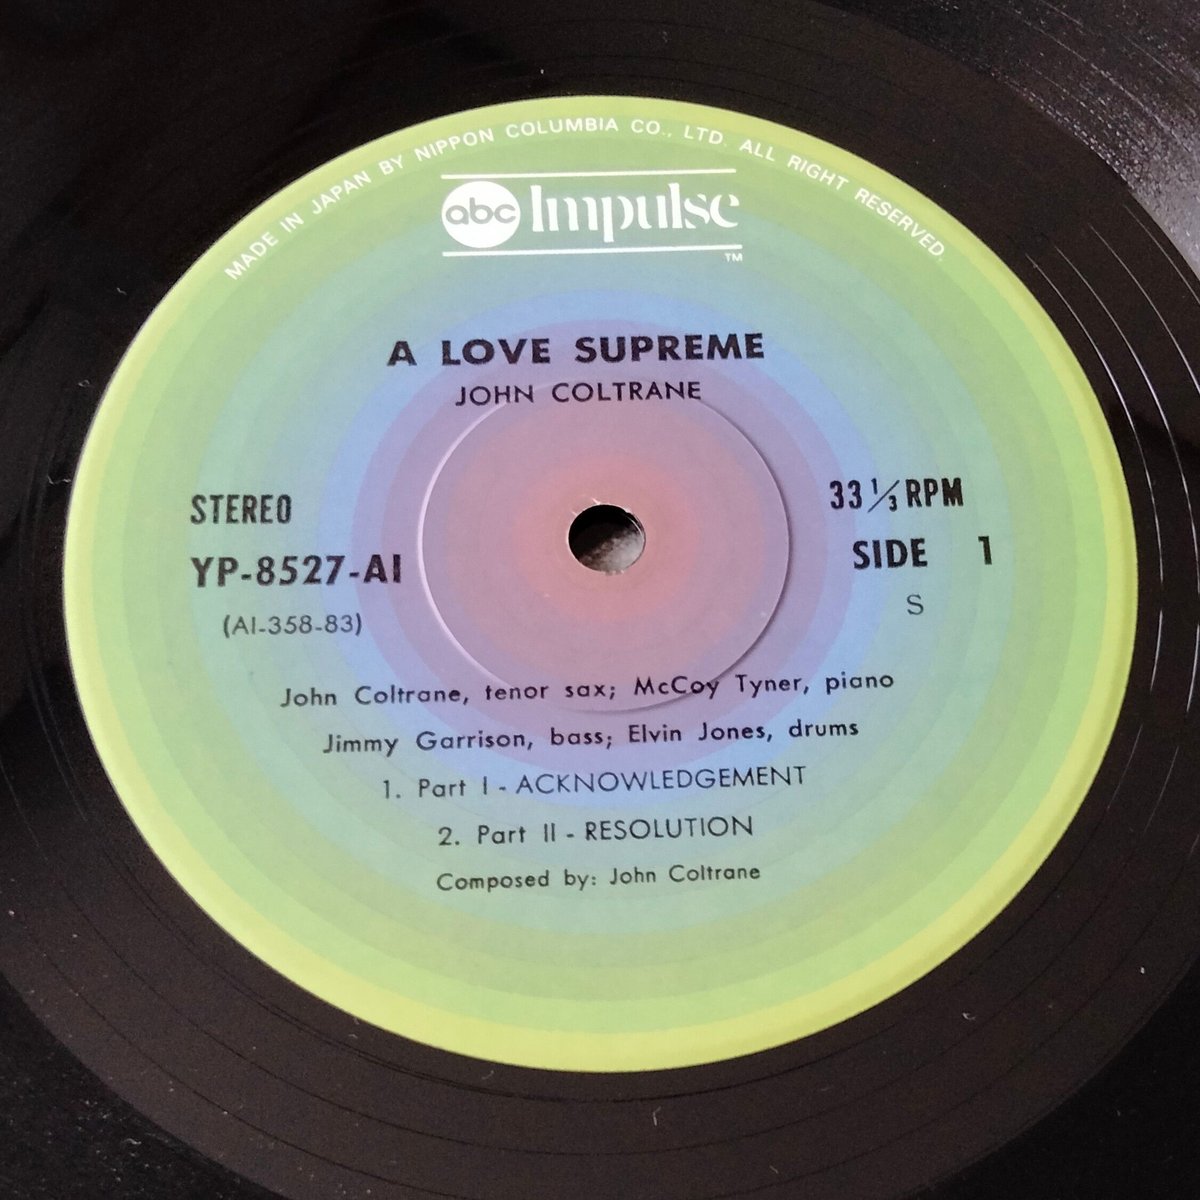 MADE IN JAPAN BY NIPPON COLUMBIA CO., LTD. ALL RIGHT RESERVED.
abc Impulse
TM
A LOVE SUPREME
JOHN COLTRANE
STEREO
33 1/3 RPM
YP-8527-AI
SIDE 1
(AI-358-83)
S
John Coltrane, tenor sax; McCoy Tyner, piano
Jimmy Garrison, bass; Elvin Jones, drums
1. Part I - ACKNOWLEDGEMENT
2. Part II - RESOLUTION
Composed by: John Coltrane